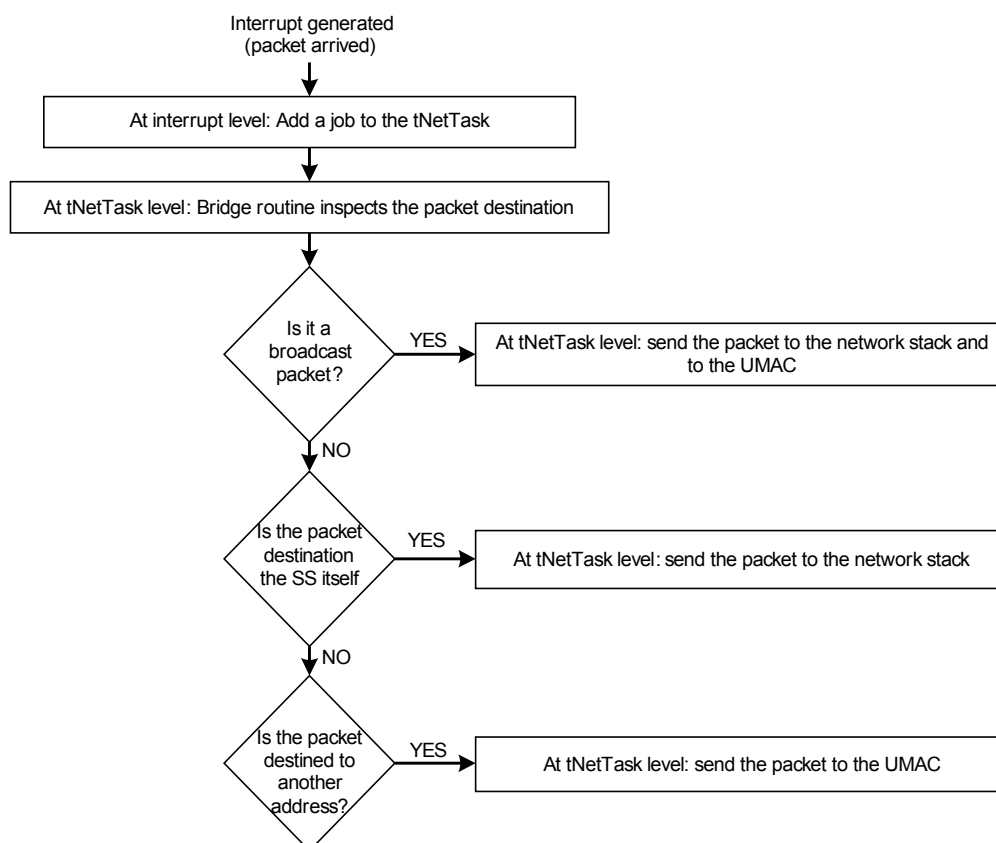 Interrupt generated
(packet arrived)
At interrupt level: Add a job to the tNetTask
At tNetTask level: Bridge routine inspects the packet destination
Is it a
broadcast
packet?
YES
At tNetTask level: send the packet to the network stack and
to the UMAC
NO
Is the packet
destination
the SS itself
YES
At tNetTask level: send the packet to the network stack
NO
Is the packet
destined to
another
address?
YES
At tNetTask level: send the packet to the UMAC